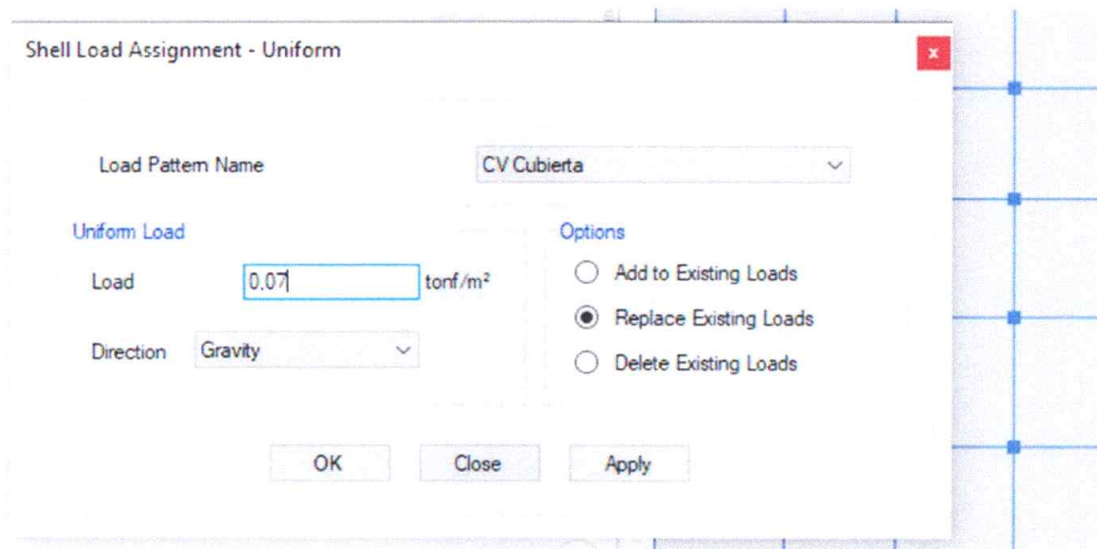 Shell Load Assignment - Uniform
x
Load Pattern Name CV Cubierta
Uniform Load
Load 0.07 tonf/m²
Direction Gravity
Options
Add to Existing Loads
Replace Existing Loads
Delete Existing Loads
OK Close Apply